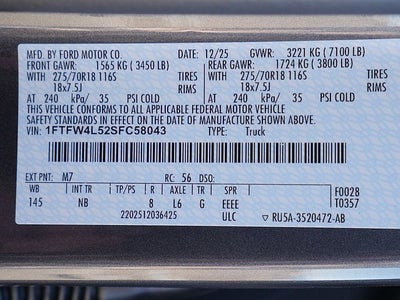 MFD. BY FORD MOTOR CO. DATE: 12/25 GVWR: 3221 KG ( 7100 LB)
FRONT GAWR: 1565 KG ( 3450 LB) REAR GAWR: 1724 KG ( 3800 LB)
WITH 275/70R18 116S TIRES WITH 275/70R18 116S TIRES
18x7.5J RIMS 18x7.5J RIMS
AT 240 kPa/ 35 PSI COLD AT 240 kPa/ 35 PSI COLD
THIS VEHICLE CONFORMS TO ALL APPLICABLE FEDERAL MOTOR VEHICLE
SAFETY STANDARDS IN EFFECT ON THE DATE OF MANUFACTURE SHOWN ABOVE.
VIN: 1FTFW4L52SFC58043 TYPE: Truck
EXT PNT: M7 RC: 56 DSO:
WB INT TR TP/PS R AXLE TR SPR F0028
145 NB 8 L6 G EEEE T0357
2202512036425 ULC ▽ RU5A-3520472-AB